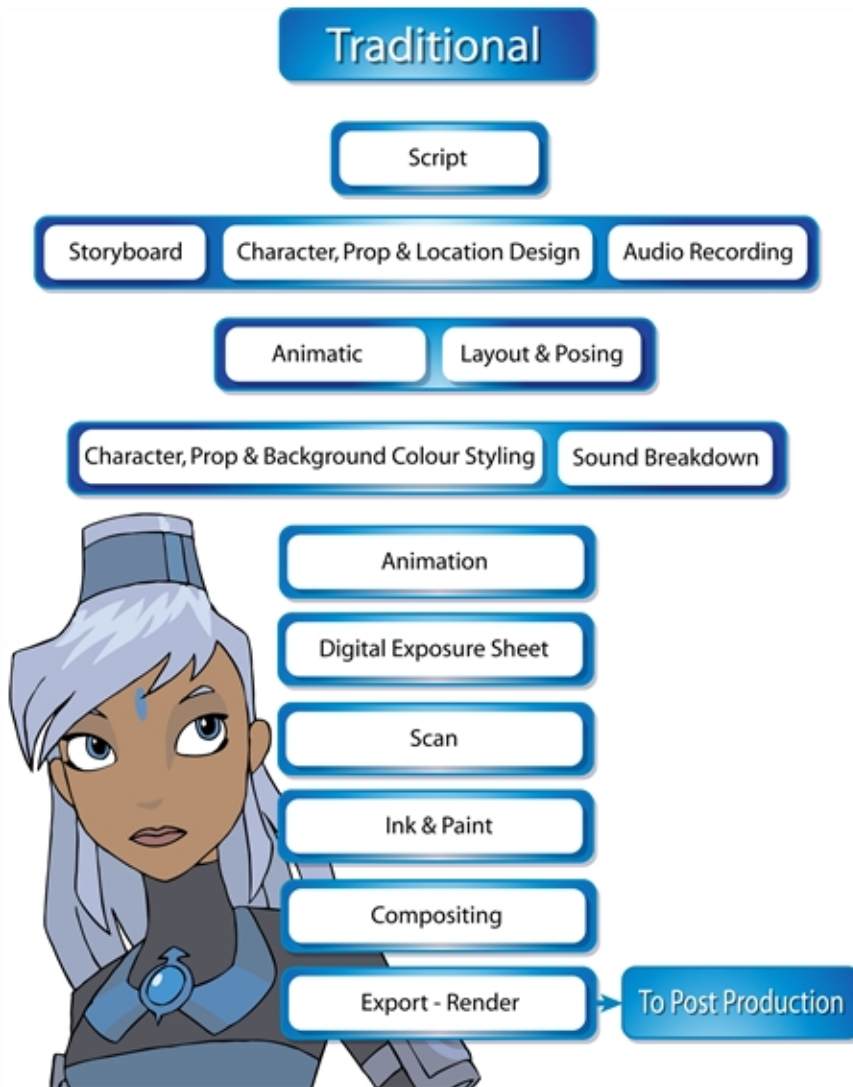 Traditional
Script
Storyboard
Character, Prop & Location Design
Audio Recording
Animatic
Layout & Posing
Character, Prop & Background Colour Styling
Sound Breakdown
Animation
Digital Exposure Sheet
Scan
Ink & Paint
Compositing
Export - Render
To Post Production